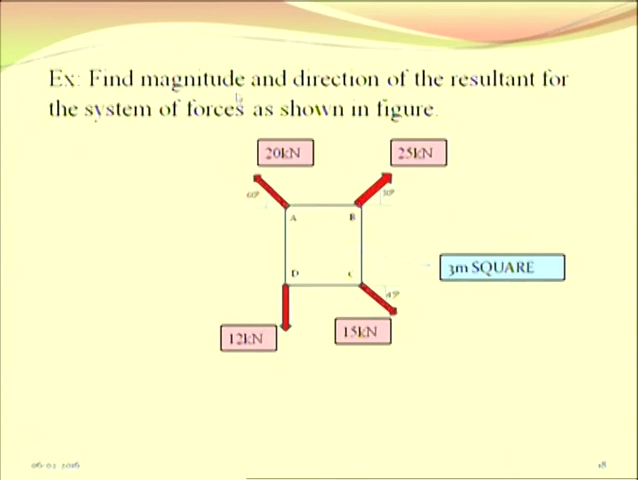 Ex: Find magnitude and direction of the resultant for
the system of forces as shown in figure.
20kN
25kN
60°
30°
A
B
3m SQUARE
D
C
45°
12kN
15kN
18